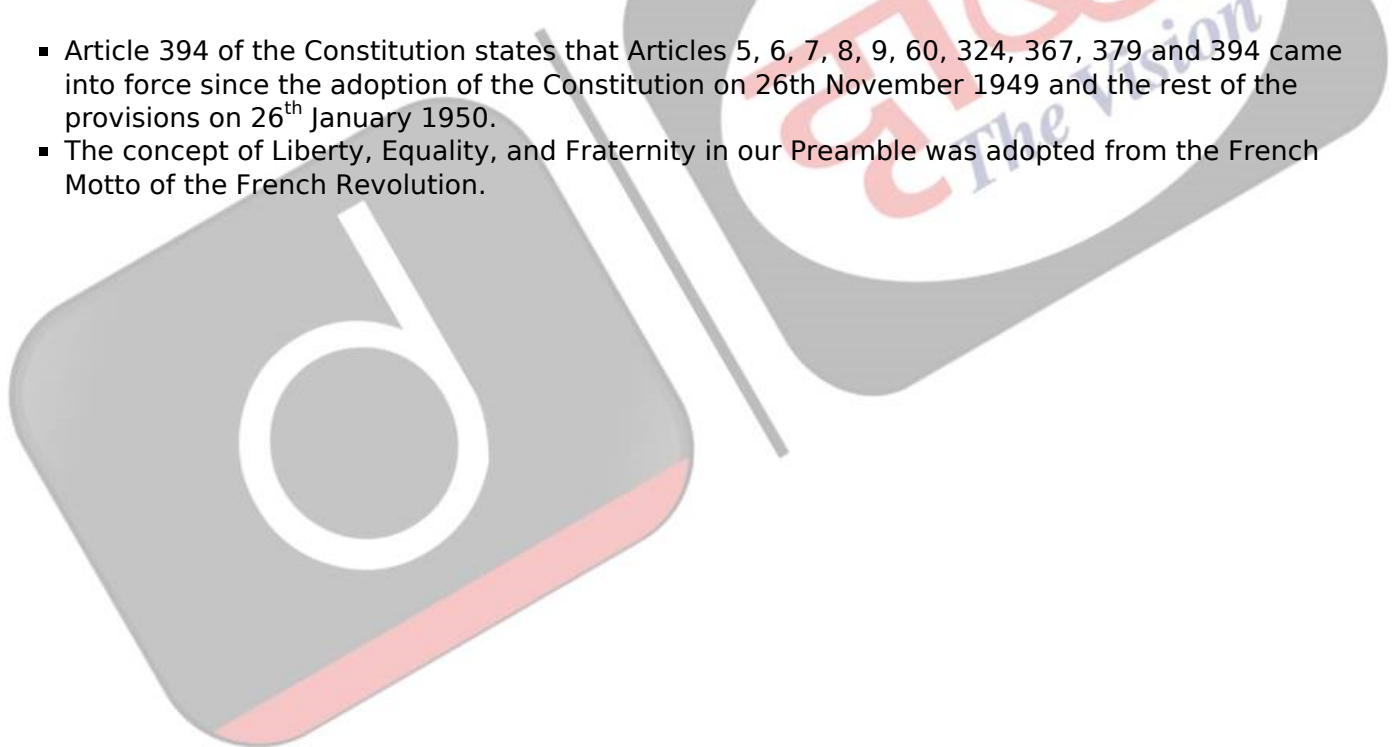 ▪ Article 394 of the Constitution states that Articles 5, 6, 7, 8, 9, 60, 324, 367, 379 and 394 came
into force since the adoption of the Constitution on 26th November 1949 and the rest of the
provisions on 26th January 1950.
▪ The concept of Liberty, Equality, and Fraternity in our Preamble was adopted from the French
Motto of the French Revolution.
The Vision
d